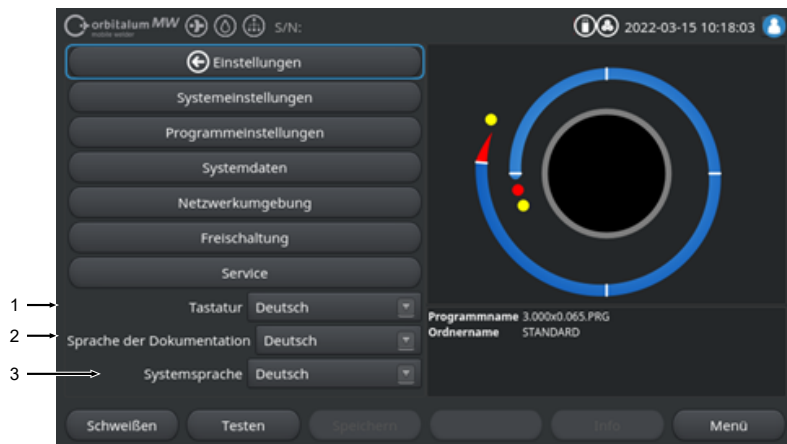 orbitalum MW S/N: 2022-03-15 10:18:03
mobile welder
Einstellungen
Systemeinstellungen
Programmeinstellungen
Systemdaten
Netzwerkumgebung
Freischaltung
Service
1 Tastatur Deutsch
2 Sprache der Dokumentation Deutsch
3 Systemsprache Deutsch
Programmname 3.000x0.065.PRG
Ordnername STANDARD
Schweißen Testen Speichern Info Menü